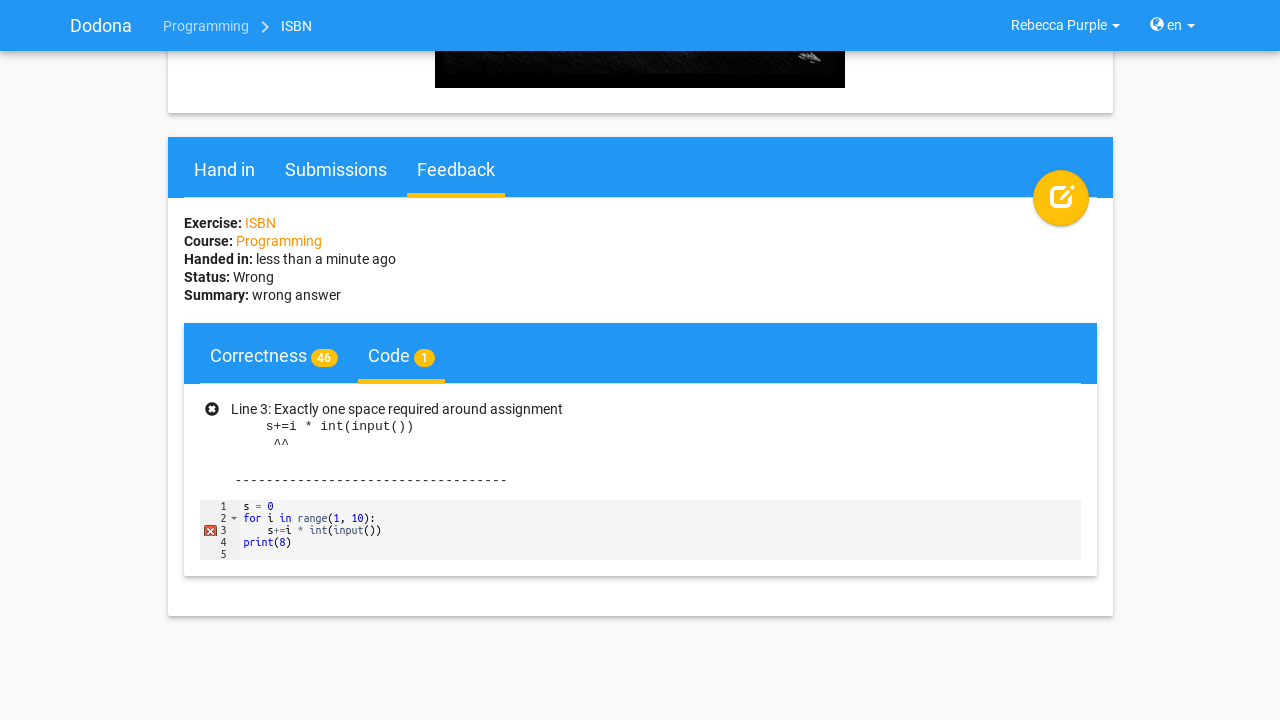 Dodona Programming ISBN Rebecca Purple en
Hand in Submissions Feedback
Exercise: ISBN
Course: Programming
Handed in: less than a minute ago
Status: Wrong
Summary: wrong answer
Correctness 46 Code 1
Line 3: Exactly one space required around assignment
s+=i * int(input())
^^
-----------------------------------
1 s = 0
2 for i in range(1, 10):
3 s+=i * int(input())
4 print(8)
5